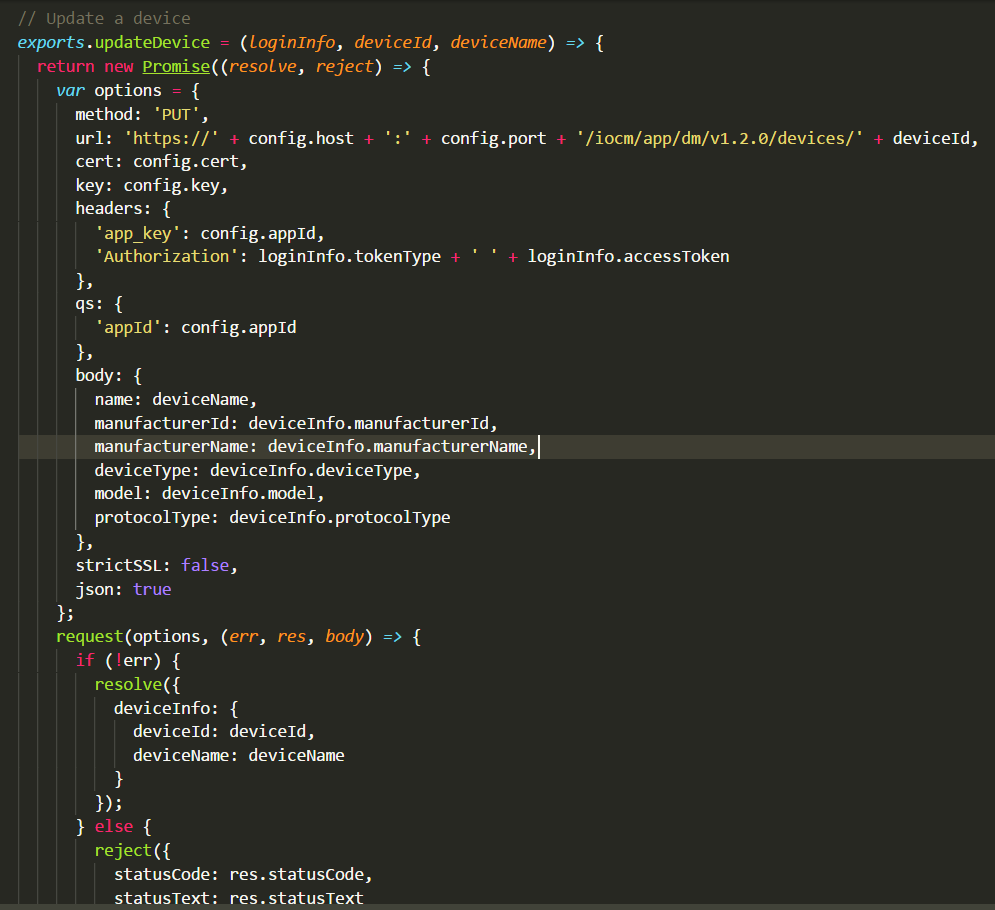 // Update a device
exports.updateDevice = (loginInfo, deviceId, deviceName) => {
return new Promise((resolve, reject) => {
var options = {
method: 'PUT',
url: 'https://' + config.host + ':' + config.port + '/iocm/app/dm/v1.2.0/devices/' + deviceId,
cert: config.cert,
key: config.key,
headers: {
'app_key': config.appId,
'Authorization': loginInfo.tokenType + ' ' + loginInfo.accessToken
},
qs: {
'appId': config.appId
},
body: {
name: deviceName,
manufacturerId: deviceInfo.manufacturerId,
manufacturerName: deviceInfo.manufacturerName,
deviceType: deviceInfo.deviceType,
model: deviceInfo.model,
protocolType: deviceInfo.protocolType
},
strictSSL: false,
json: true
};
request(options, (err, res, body) => {
if (!err) {
resolve({
deviceInfo: {
deviceId: deviceId,
deviceName: deviceName
}
});
} else {
reject({
statusCode: res.statusCode,
statusText: res.statusText